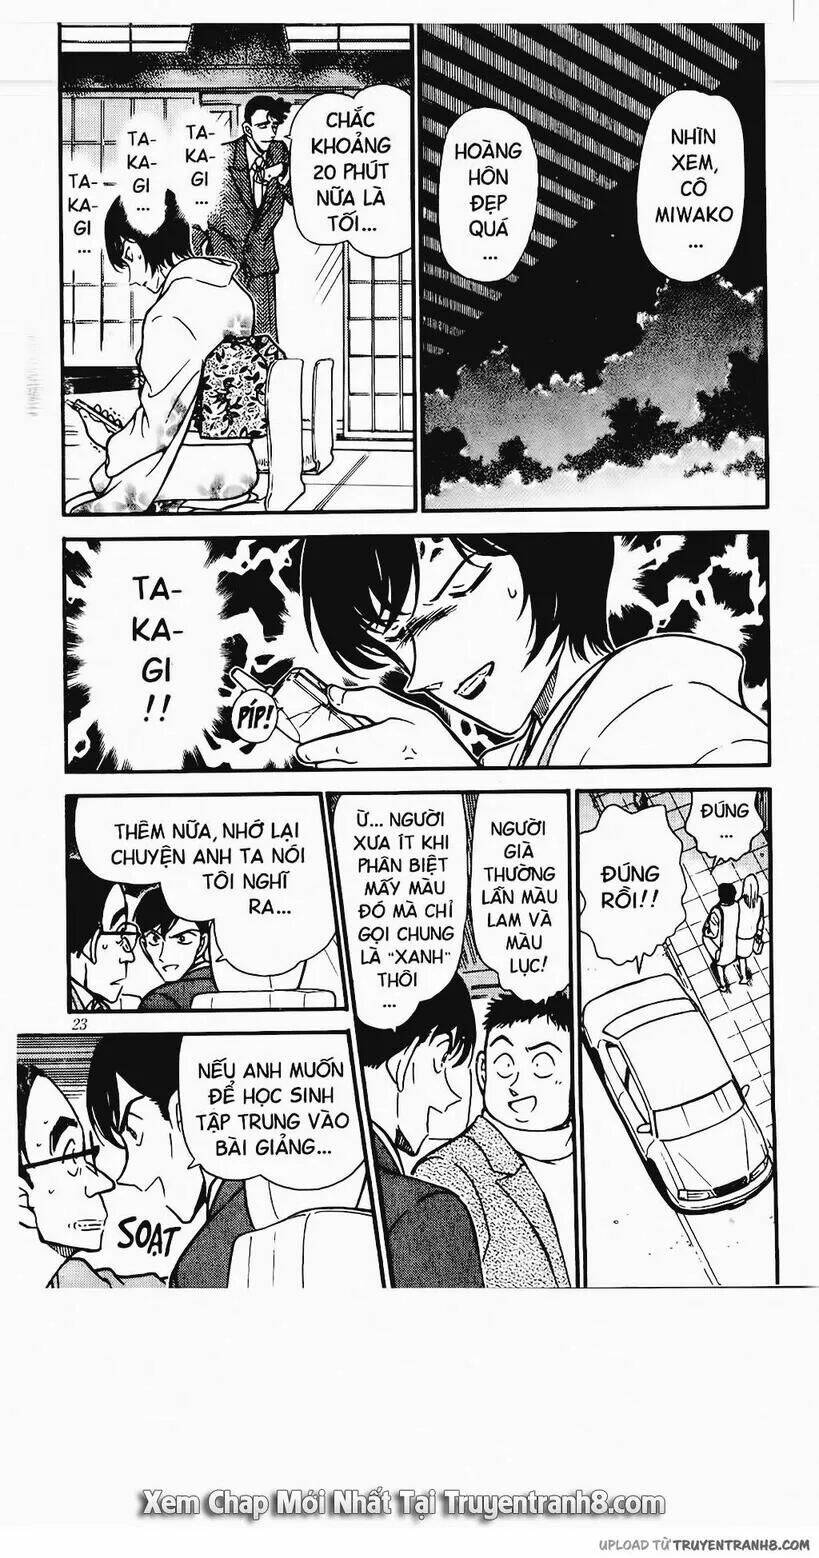 NHÌN
XEM,
CÔ
MIWAKO
...
HOÀNG
HÔN
ĐẸP
QUÁ
...
CHẮC
KHOẢNG
20 PHÚT
NỮA LÀ
TỐI...
TA-
KA-
GI
...
TA-
KA-
GI
...
TA-
KA-
GI
...
TA-
KA-
GI
!!
PÍP!
ĐÚNG
...
ĐÚNG
RỒI!!
NGƯỜI
GIÀ
THƯỜNG
LẪN MÀU
LAM VÀ
MÀU
LỤC!
Ừ... NGƯỜI
XƯA ÍT KHI
PHÂN BIỆT
MẤY MÀU
ĐÓ MÀ CHỈ
GỌI CHUNG
LÀ "XANH"
THÔI
...
THÊM NỮA, NHỚ LẠI
CHUYỆN ANH TA NÓI
TÔI NGHĨ
RA...
23
NẾU ANH MUỐN
ĐỂ HỌC SINH
TẬP TRUNG VÀO
BÀI GIẢNG...
SOẠT
Xem Chap Mới Nhất Tại Truyentranh8.com
UPLOAD TỪ TRUYENTRANH8.COM